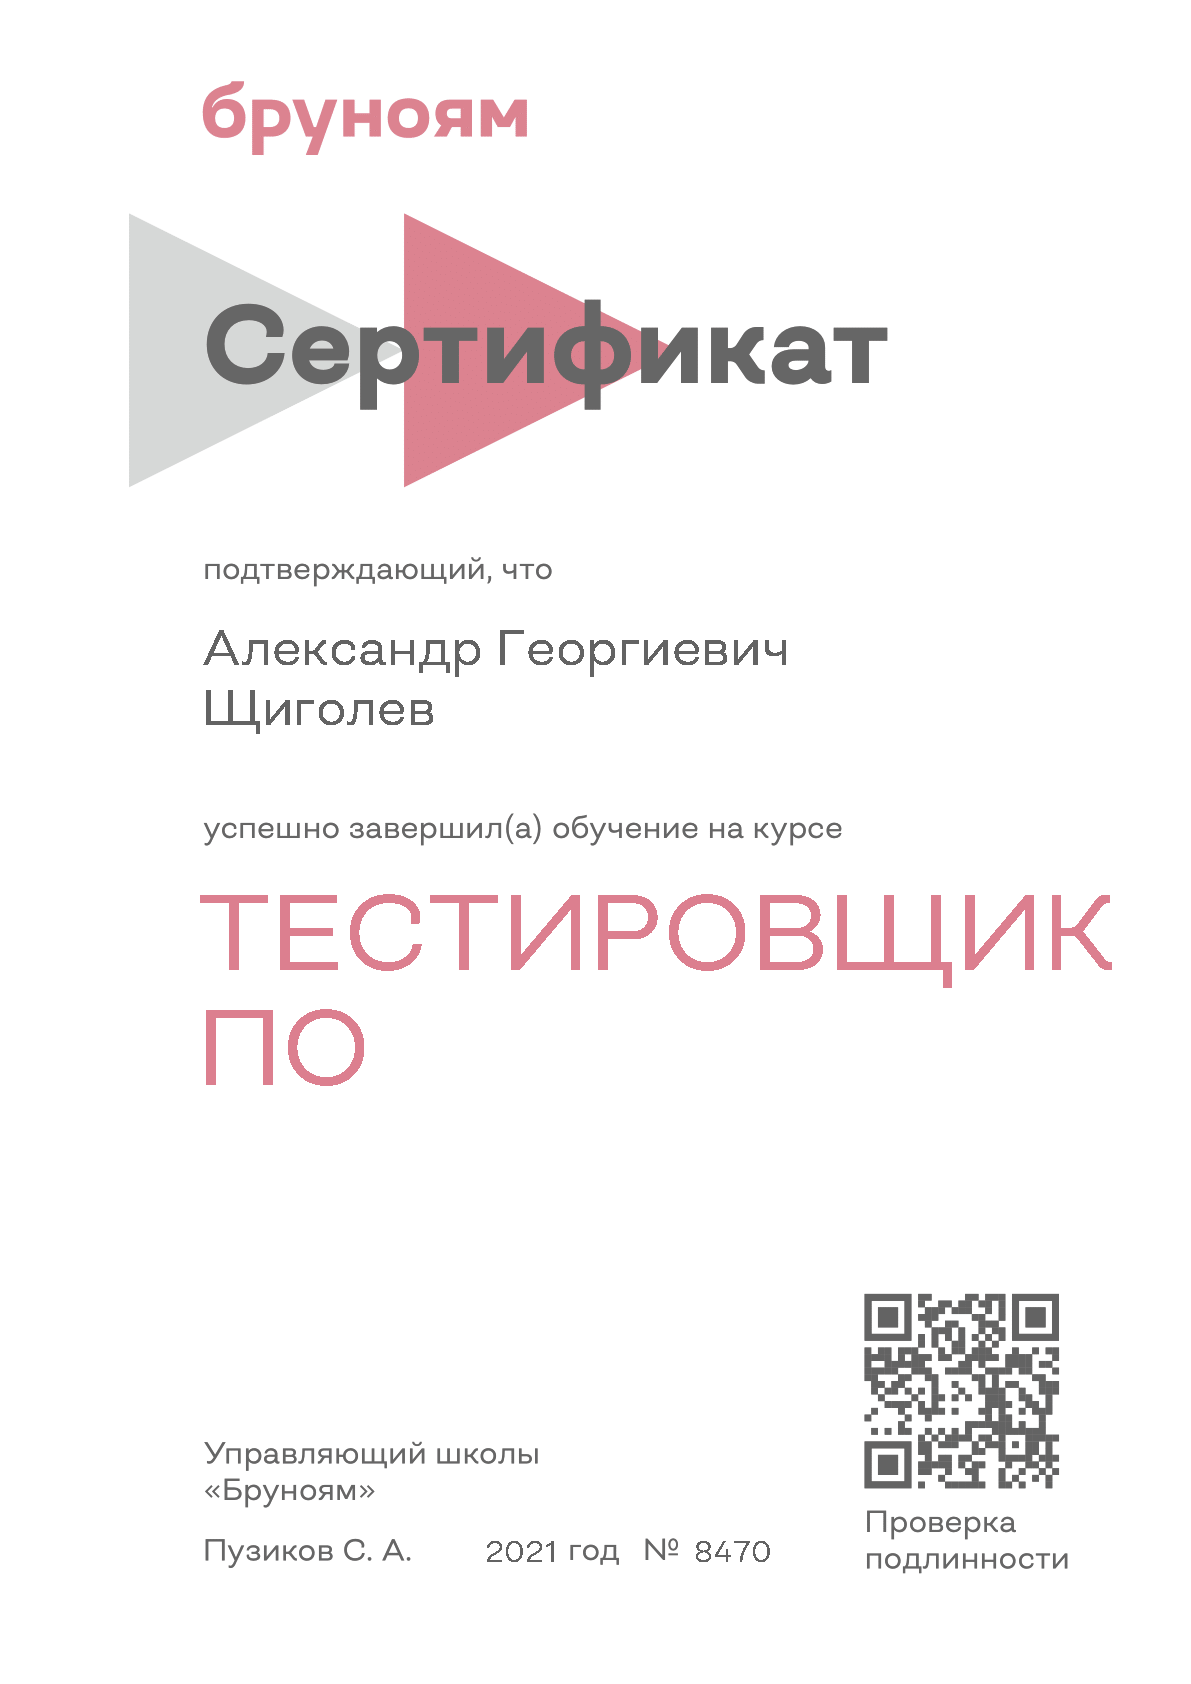 бруноям
Сертификат
подтверждающий, что
Александр Георгиевич
Щиголев
успешно завершил(а) обучение на курсе
ТЕСТИРОВЩИК
ПО
Управляющий школы
«Бруноям»
Пузиков С. А. 2021 год № 8470
Проверка
подлинности